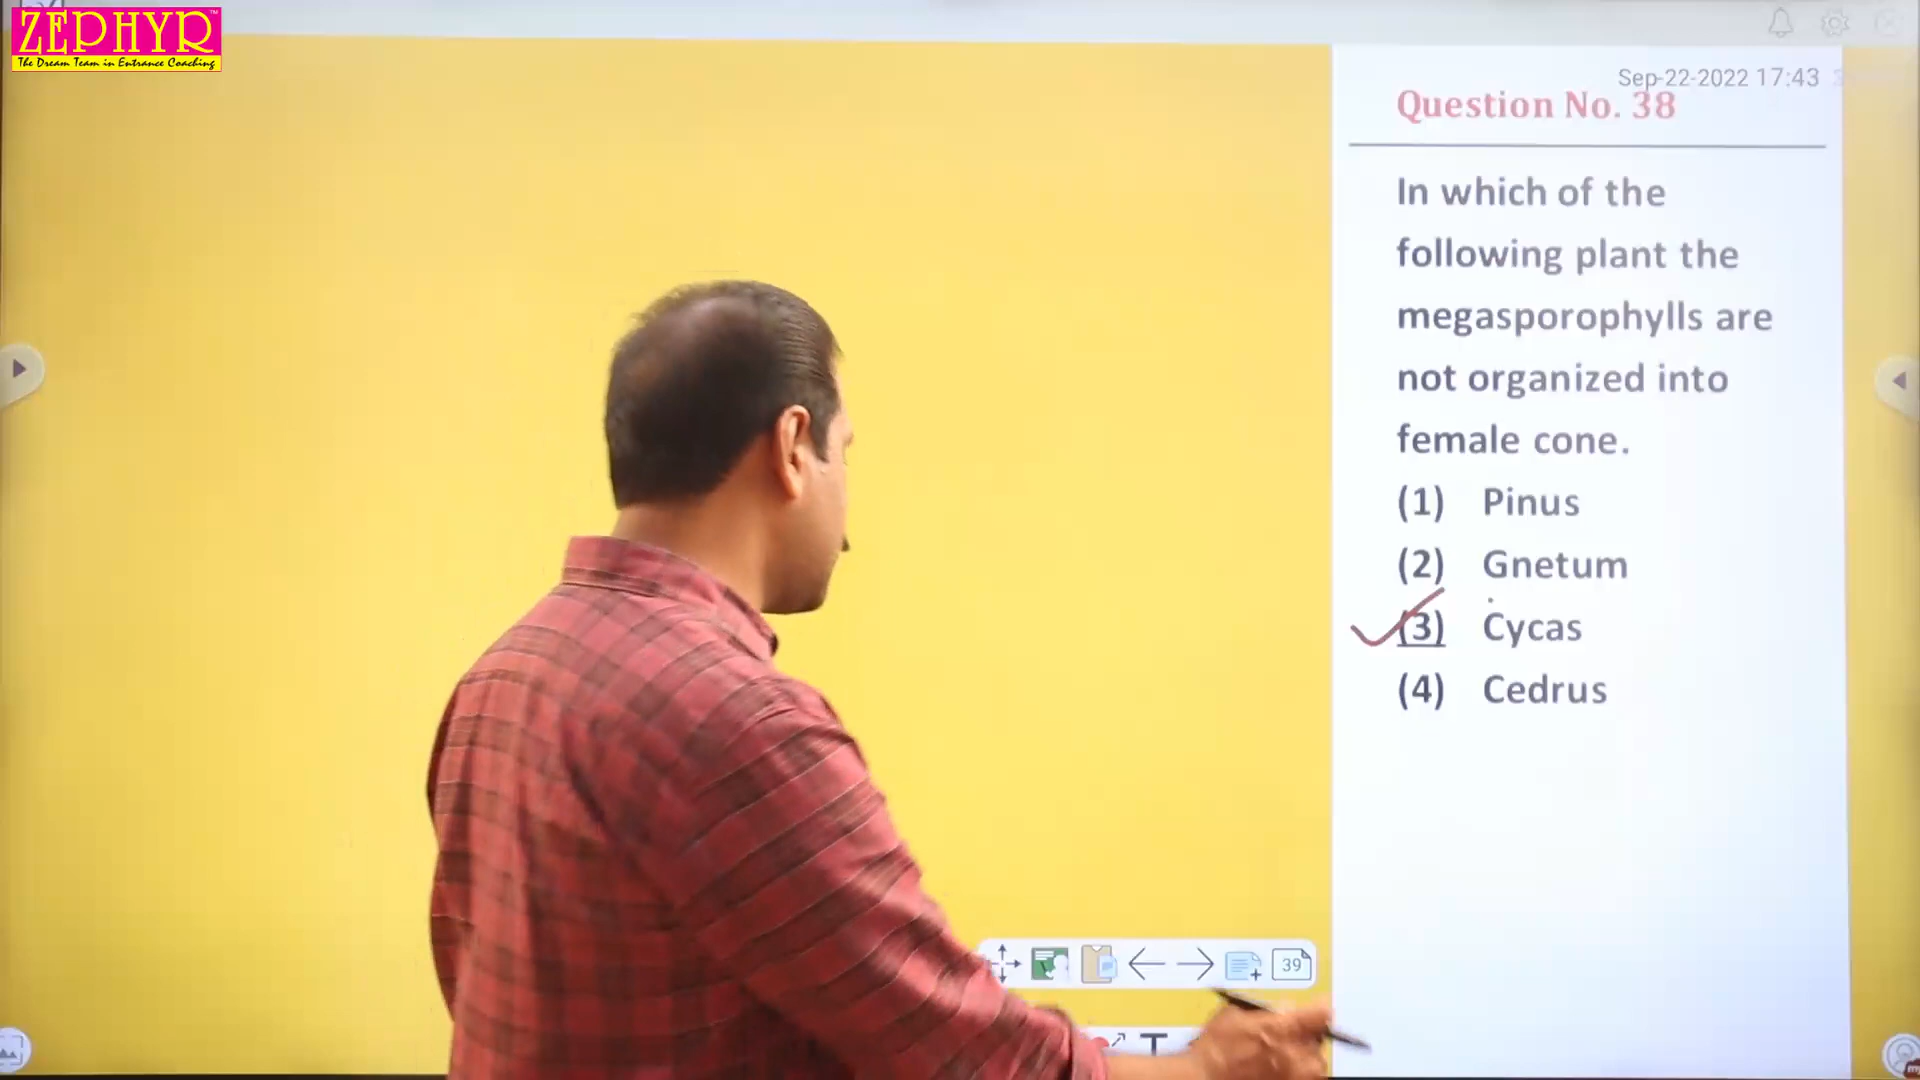 ZEPHYR™
The Dream Team in Entrance Coaching
Sep-22-2022 17:43
Question No. 38
In which of the
following plant the
megasporophylls are
not organized into
female cone.
(1) Pinus
(2) Gnetum
(3) Cycas
(4) Cedrus
39
T